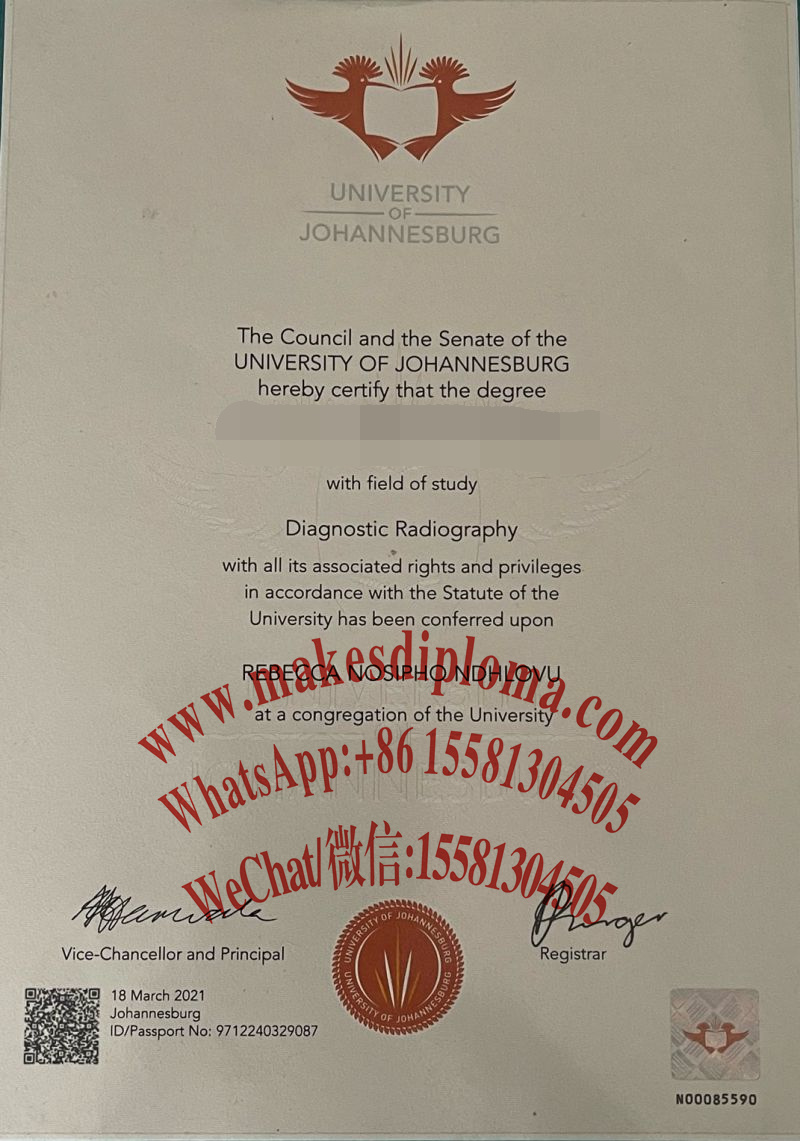 UNIVERSITY
OF
JOHANNESBURG
The Council and the Senate of the
UNIVERSITY OF JOHANNESBURG
hereby certify that the degree
with field of study
Diagnostic Radiography
with all its associated rights and privileges
in accordance with the Statute of the
University has been conferred upon
REBECCA NOSIPHO NDHLOVU
www.makesdiploma.com
at a congregation of the University
WhatsApp:+86 15581304505
WeChat/微信:15581304505
Vice-Chancellor and Principal
Registrar
UNIVERSITY OF JOHANNESBURG
UNIVERSITY OF JOHANNESBURG
18 March 2021
Johannesburg
ID/Passport No: 9712240329087
N00085590